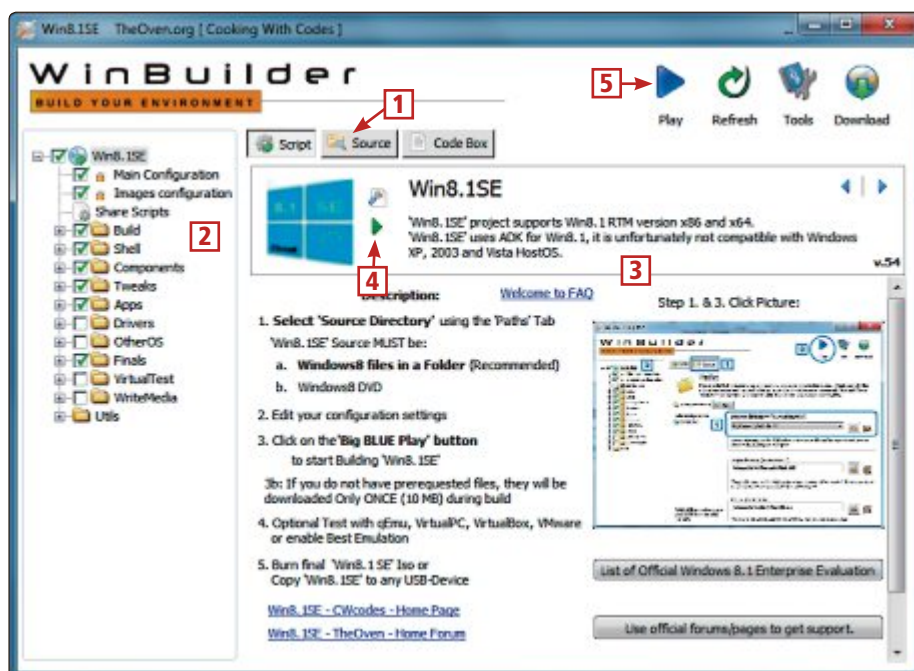 Win8.1SE TheOven.org [ Cooking With Codes ]
WinBuilder
BUILD YOUR ENVIRONMENT
5
Play
Refresh
Tools
Download
1
Script
Source
Code Box
Win8.1SE
Main Configuration
Images configuration
Share Scripts
Build
Shell
Components
Tweaks
Apps
Drivers
OtherOS
Finals
VirtualTest
WriteMedia
Utils
2
8.1 SE
Win8.1SE
'Win8.1SE' project supports Win8.1 RTM version x86 and x64.
'Win8.1SE' uses ADK for Win8.1, it is unfortunately not compatible with Windows
XP, 2003 and Vista HostOS.
v.54
4
3
Description:
Welcome to FAQ
1. Select 'Source Directory' using the 'Paths' Tab
'Win8.1SE' Source MUST be:
a. Windows8 files in a Folder (Recommended)
b. Windows8 DVD
2. Edit your configuration settings
3. Click on the 'Big BLUE Play' button
to start Building 'Win8.1SE'
3b: If you do not have prerequested files, they will be
downloaded Only ONCE (10 MB) during build
4. Optional Test with qEmu, VirtualPC, VirtualBox, VMware
or enable Best Emulation
5. Burn final 'Win8.1SE' Iso or
Copy 'Win8.1SE' to any USB-Device
Win8.1SE - CWcodes - Home Page
Win8.1SE - TheOven - Home Forum
Step 1. & 3. Click Picture:
WinBuilder
List of Official Windows 8.1 Enterprise Evaluation
Use official forums/pages to get support.